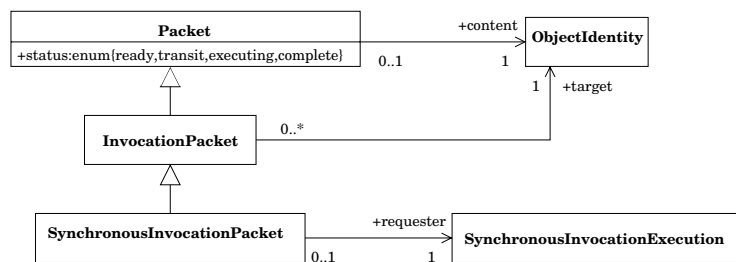 Packet
+status:enum{ready,transit,executing,complete}
+content
0..1
1
ObjectIdentity
1
+target
InvocationPacket
0..*
SynchronousInvocationPacket
+requester
0..1
1
SynchronousInvocationExecution